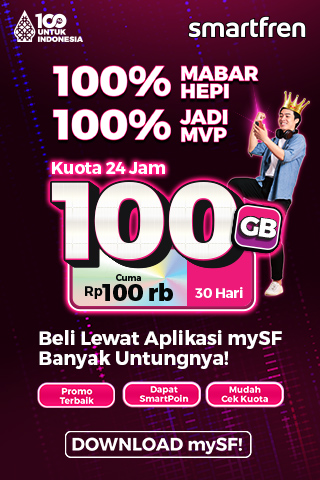 100 UNTUK INDONESIA
smartfren
100% MABAR HEPI
100% JADI MVP
Kuota 24 Jam
100 GB
Cuma
Rp100 rb
30 Hari
Beli Lewat Aplikasi mySF
Banyak Untungnya!
Promo Terbaik
Dapat SmartPoin
Mudah Cek Kuota
DOWNLOAD mySF!